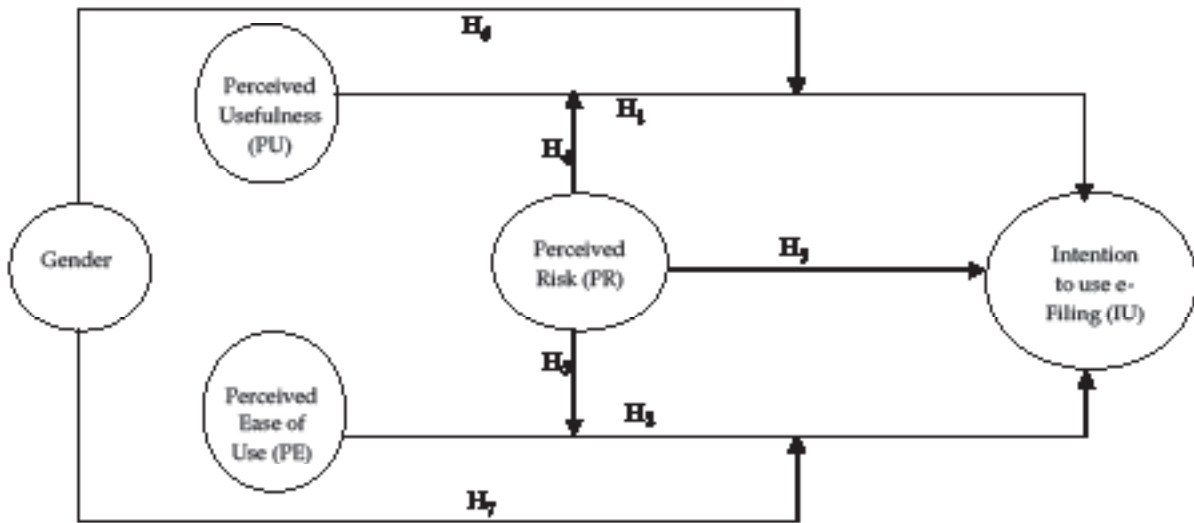 H6
Perceived
Usefulness
(PU)
H1
H4
Gender
Perceived
Risk (PR)
H3
Intention
to use e-
Filing (IU)
H5
Perceived
Ease of
Use (PE)
H2
H7